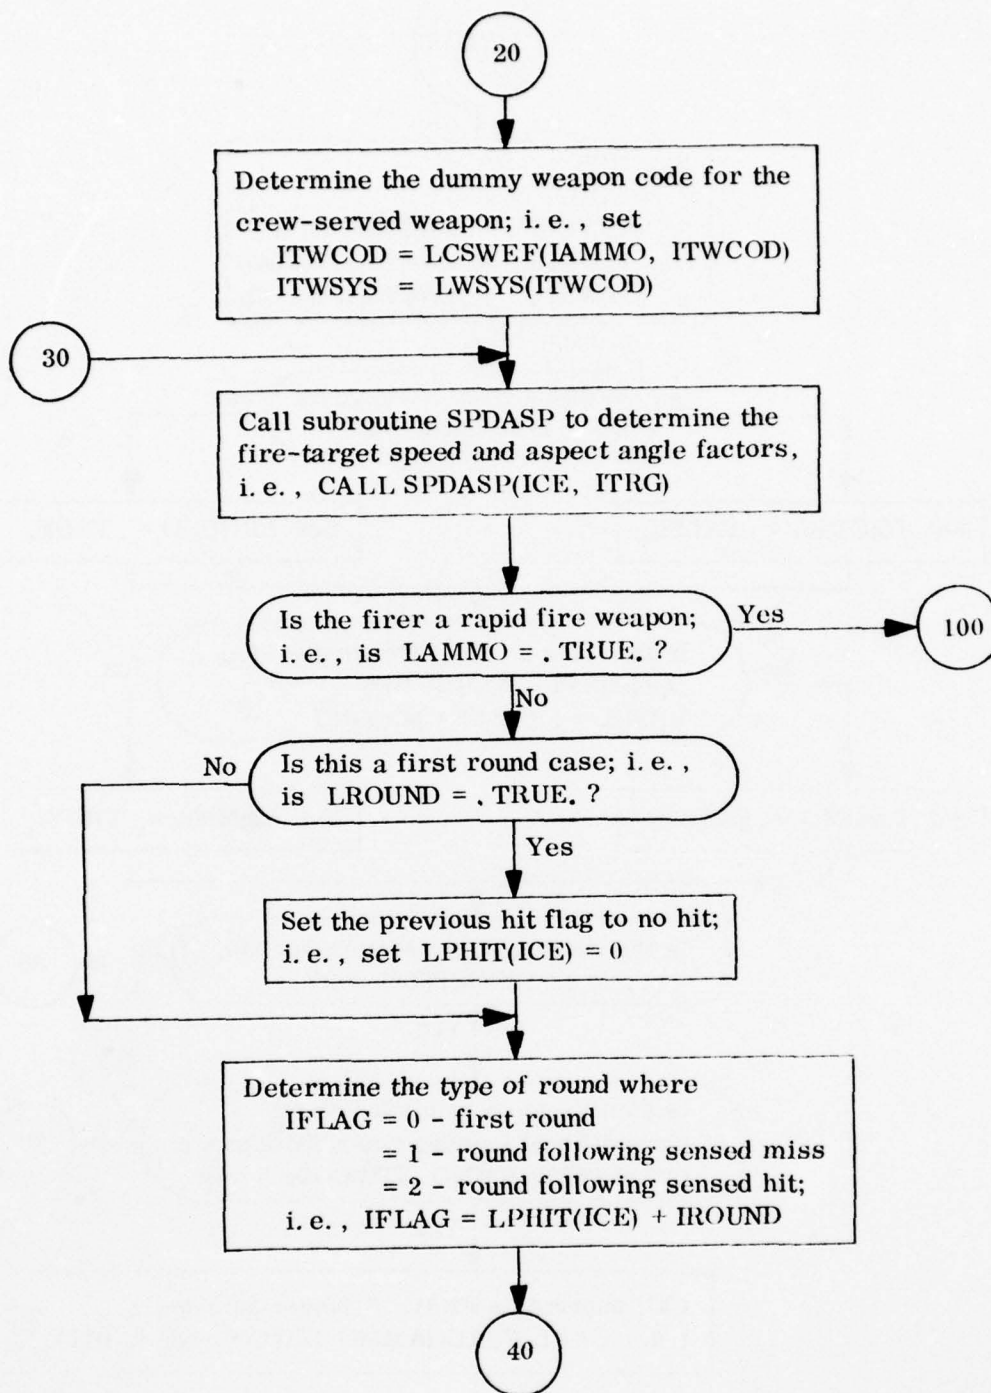 20
Determine the dummy weapon code for the
crew-served weapon; i.e., set
ITWCOD = LCSWEF(IAMMO, ITWCOD)
ITWSYS = LWSYS(ITWCOD)
30
Call subroutine SPDASP to determine the
fire-target speed and aspect angle factors,
i.e., CALL SPDASP(ICE, ITRG)
Is the firer a rapid fire weapon;
i.e., is LAMMO = .TRUE.?
Yes
100
No
No
Is this a first round case; i.e.,
is LROUND = .TRUE.?
Yes
Set the previous hit flag to no hit;
i.e., set LPHIT(ICE) = 0
Determine the type of round where
IFLAG = 0 - first round
= 1 - round following sensed miss
= 2 - round following sensed hit;
i.e., IFLAG = LPHIT(ICE) + IROUND
40